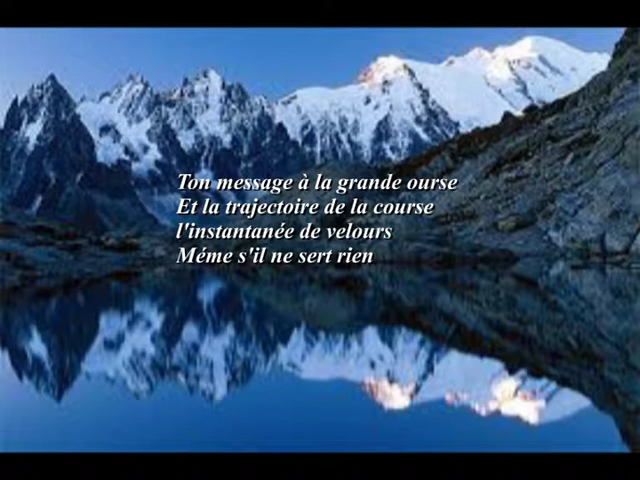 Ton message à la grande ourse
Et la trajectoire de la course
l'instantanée de velours
Méme s'il ne sert rien